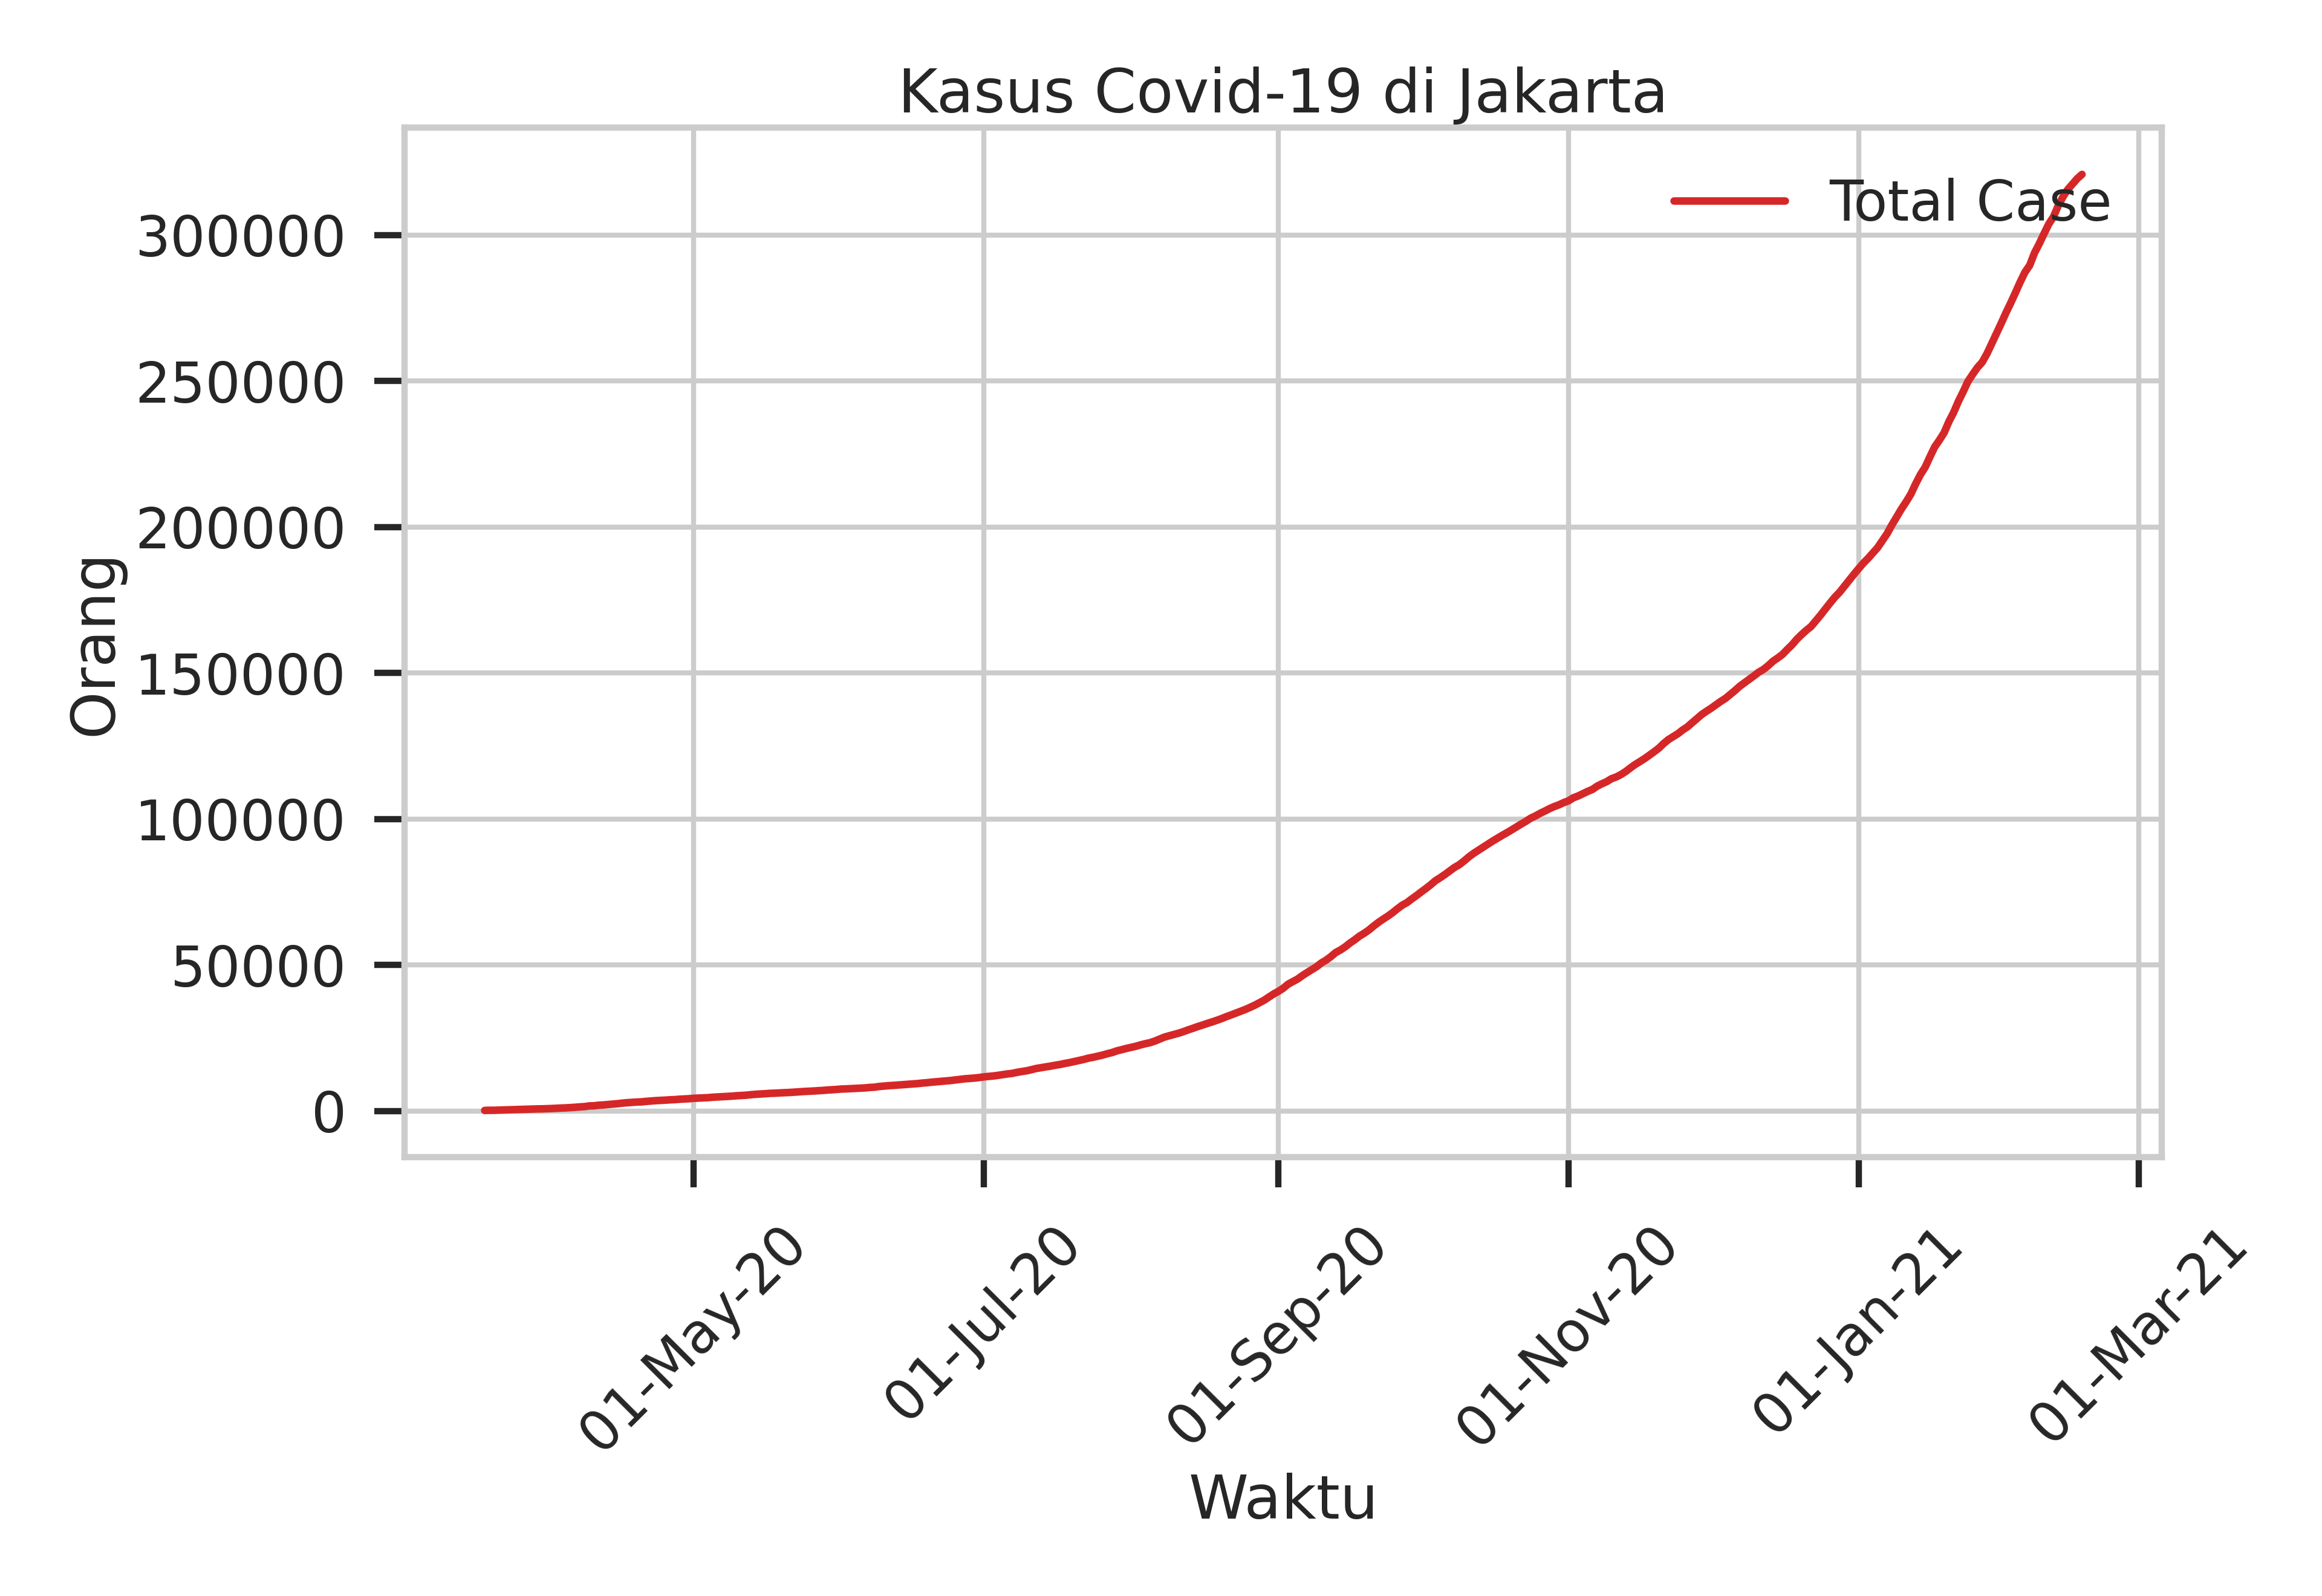 Kasus Covid-19 di Jakarta
Total Case
300000
250000
200000
150000
100000
50000
0
Orang
01-May-20
01-Jul-20
01-Sep-20
01-Nov-20
01-Jan-21
01-Mar-21
Waktu